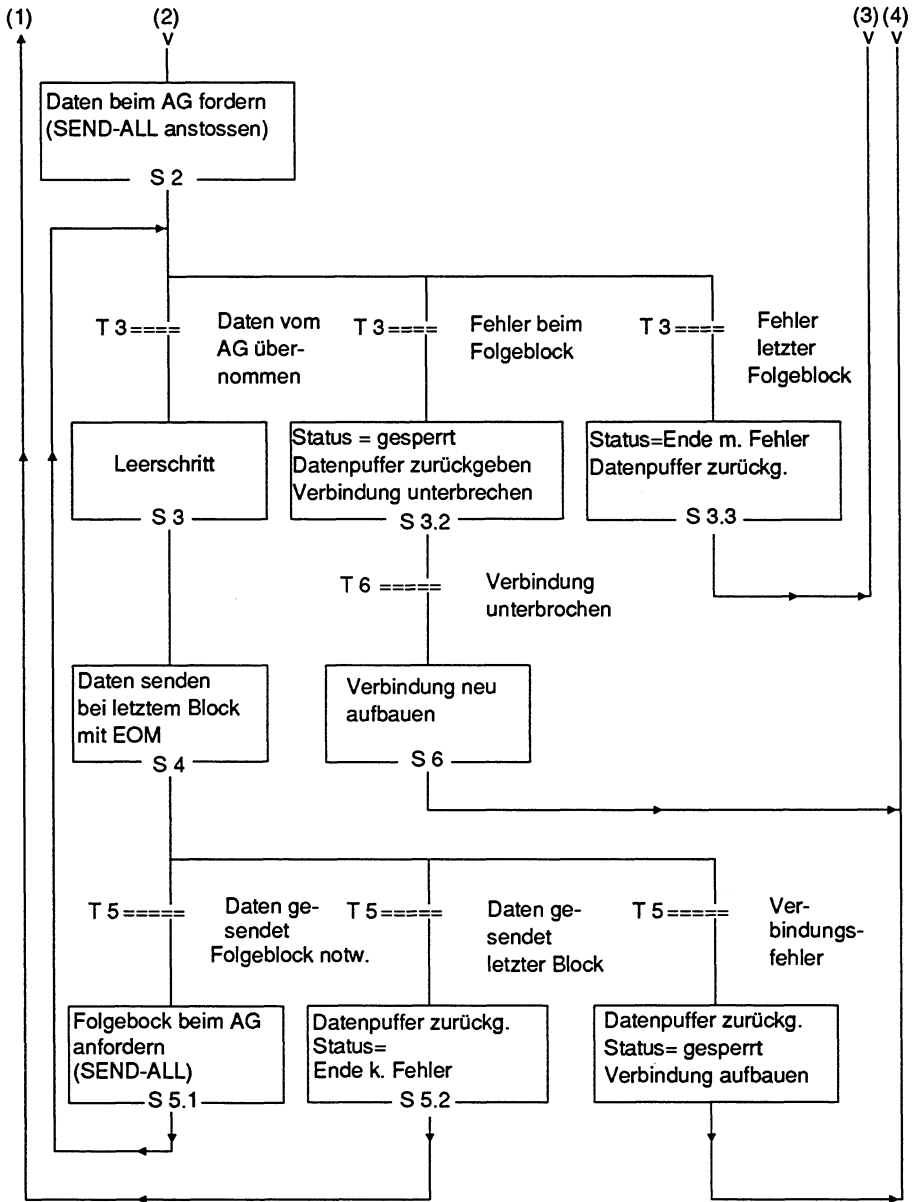 (1)
(2)
(3)
(4)
Daten beim AG fordern
(SEND-ALL anstossen)
S 2
T 3 ====
Daten vom
AG über-
nommen
T 3 ====
Fehler beim
Folgeblock
T 3 ====
Fehler
letzter
Folgeblock
Leerschritt
S 3
Status = gesperrt
Datenpuffer zurückgeben
Verbindung unterbrechen
S 3.2
Status=Ende m. Fehler
Datenpuffer zurückg.
S 3.3
T 6 =====
Verbindung
unterbrochen
Daten senden
bei letztem Block
mit EOM
S 4
Verbindung neu
aufbauen
S 6
T 5 =====
Daten ge-
sendet
Folgeblock notw.
T 5 ====
Daten ge-
sendet
letzter Block
T 5 ====
Ver-
bindungs-
fehler
Folgebock beim AG
anfordern
(SEND-ALL)
S 5.1
Datenpuffer zurückg.
Status=
Ende k. Fehler
S 5.2
Datenpuffer zurückg.
Status= gesperrt
Verbindung aufbauen